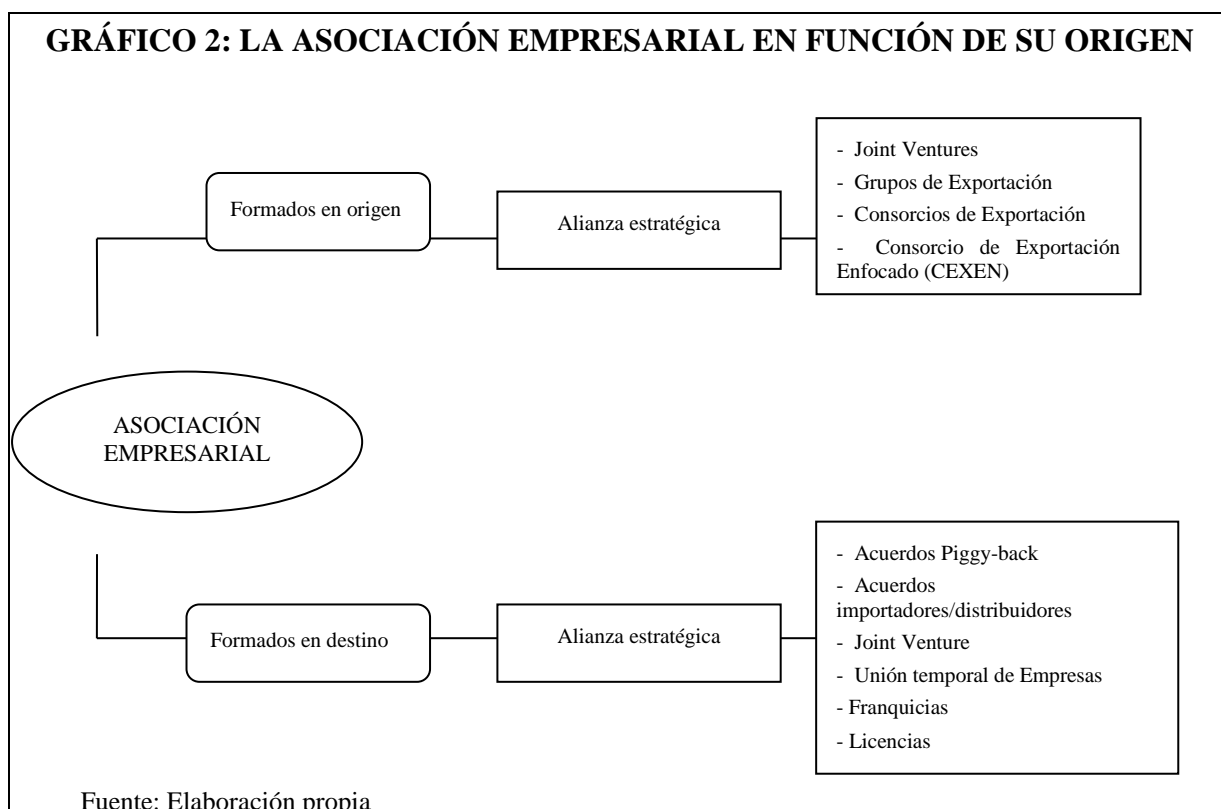 GRÁFICO 2: LA ASOCIACIÓN EMPRESARIAL EN FUNCIÓN DE SU ORIGEN
Formados en origen
Alianza estratégica
- Joint Ventures
- Grupos de Exportación
- Consorcios de Exportación
- Consorcio de Exportación
Enfocado (CEXEN)
ASOCIACIÓN
EMPRESARIAL
Formados en destino
Alianza estratégica
- Acuerdos Piggy-back
- Acuerdos
importadores/distribuidores
- Joint Venture
- Unión temporal de Empresas
- Franquicias
- Licencias
Fuente: Elaboración propia